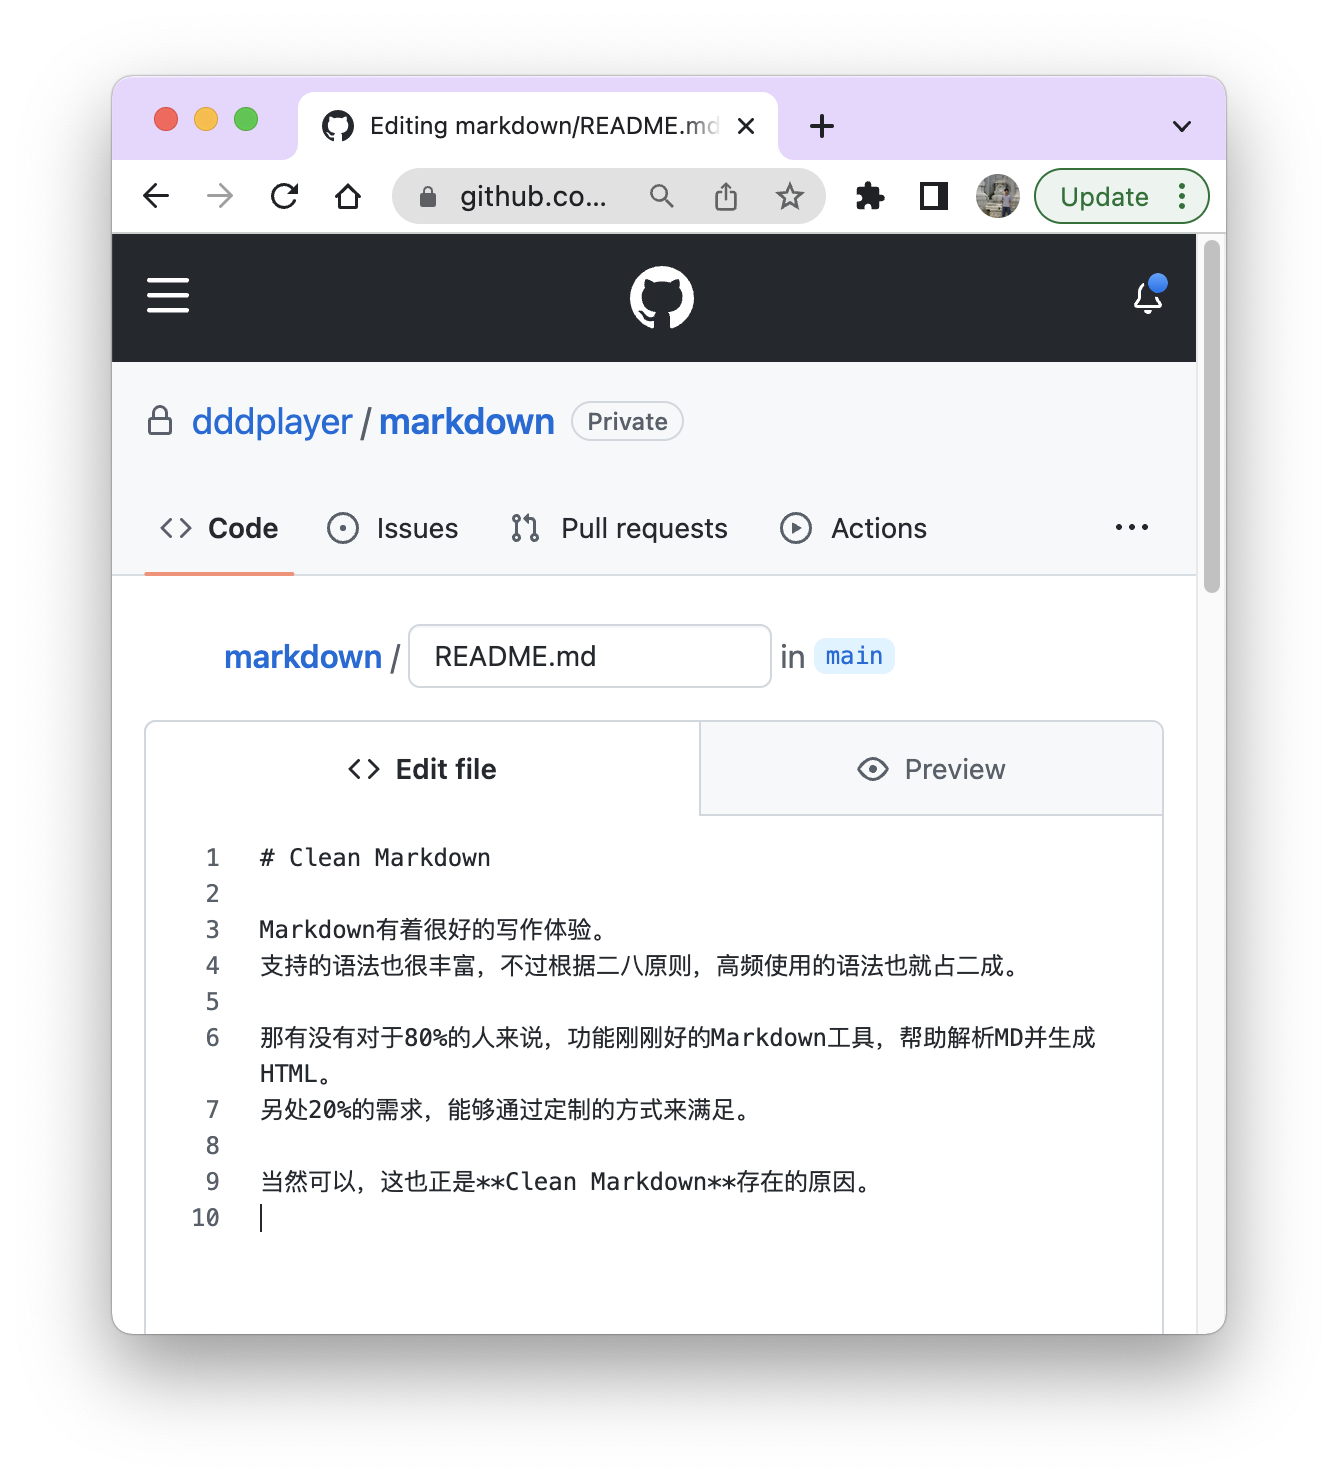 Editing markdown/README.md
github.co...
Update
dddplayer / markdown Private
Code Issues Pull requests Actions
markdown / README.md in main
Edit file Preview
1 # Clean Markdown
2
3 Markdown有着很好的写作体验。
4 支持的语法也很丰富，不过根据二八原则，高频使用的语法也就占二成。
5
6 那有没有对于80%的人来说，功能刚刚好的Markdown工具，帮助解析MD并生成
HTML。
7 另处20%的需求，能够通过定制的方式来满足。
8
9 当然可以，这也正是**Clean Markdown**存在的原因。
10